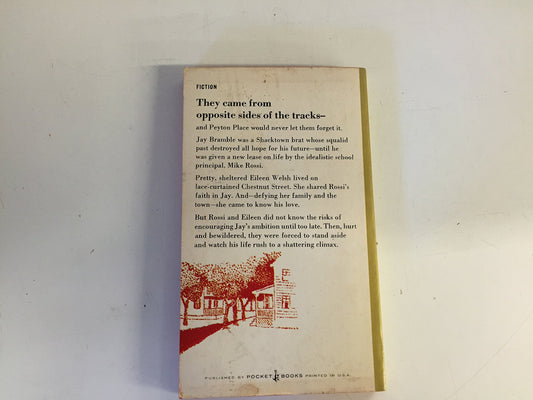 FICTION
They came from
opposite sides of the tracks—
and Peyton Place would never let them forget it.
Jay Bramble was a Shacktown brat whose squalid
past destroyed all hope for his future—until he
was given a new lease on life by the idealistic school
principal, Mike Rossi.
Pretty, sheltered Eileen Welsh lived on
lace-curtained Chestnut Street. She shared Rossi's
faith in Jay. And—defying her family and the
town—she came to know his love.
But Rossi and Eileen did not know the risks of
encouraging Jay's ambition until too late. Then, hurt
and bewildered, they were forced to stand aside
and watch his life rush to a shattering climax.
PUBLISHED BY POCKET BOOKS PRINTED IN U.S.A.